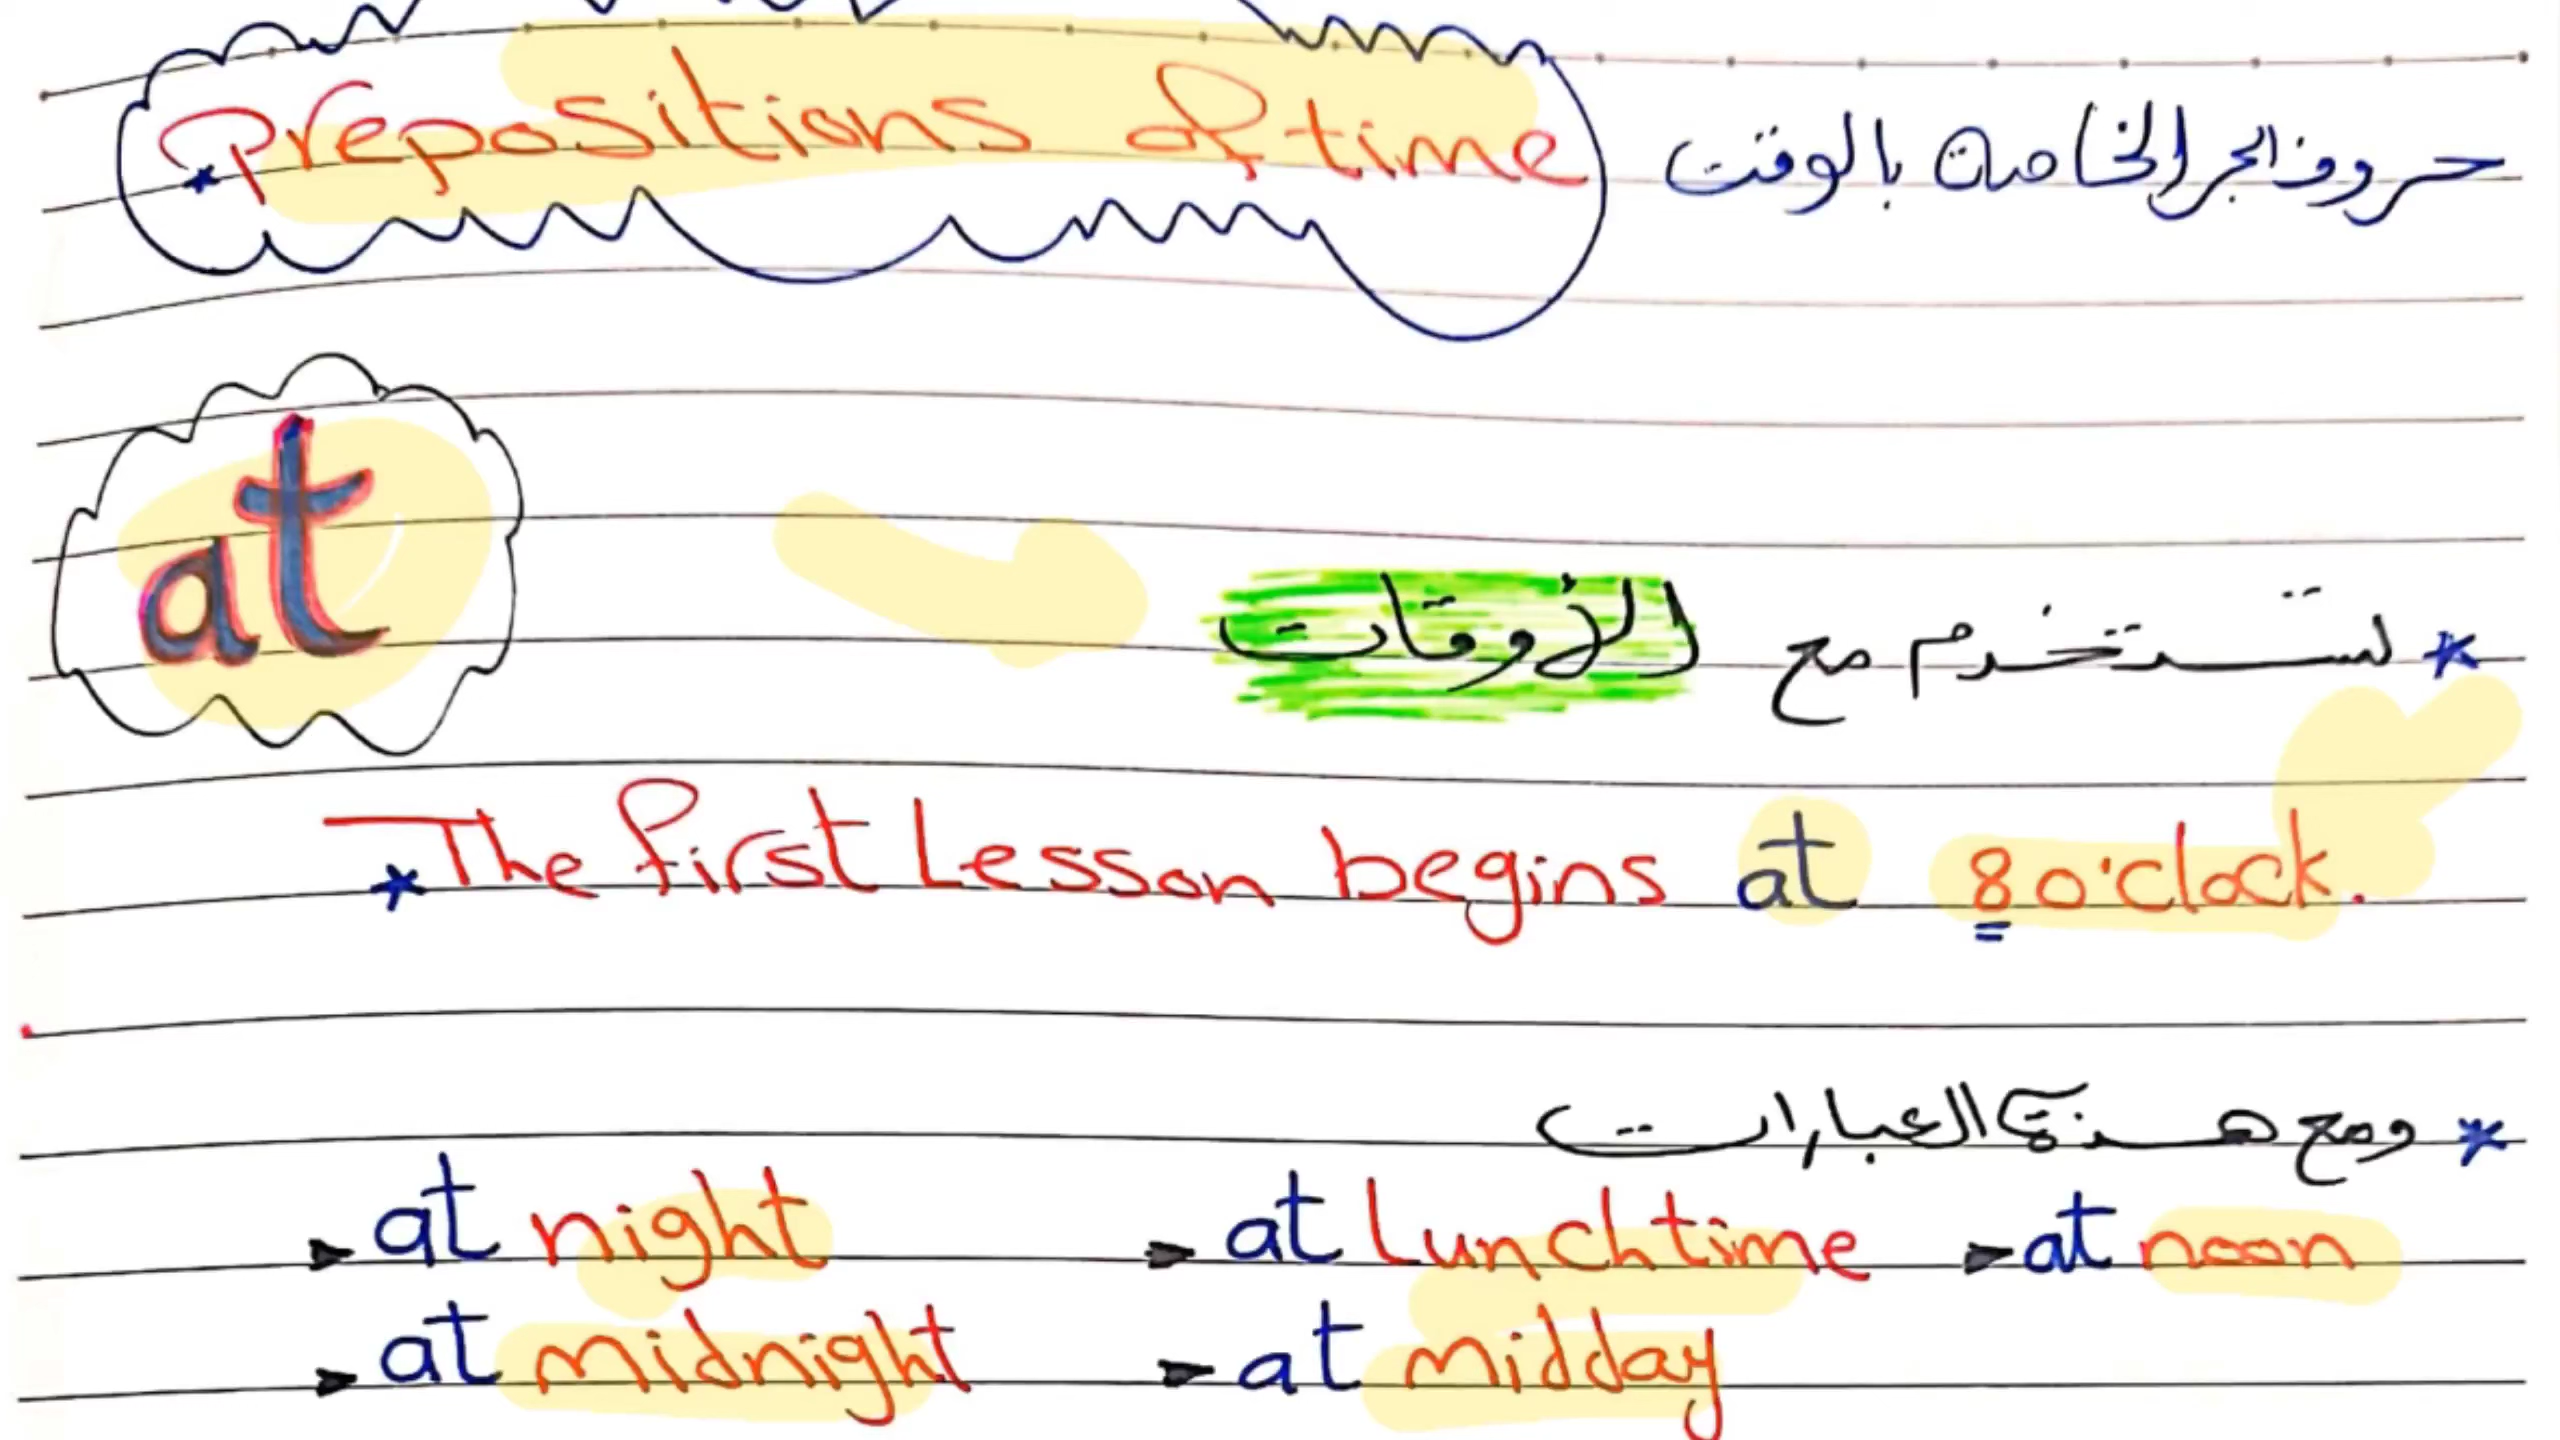 * Prepositions of time حروف الجر الخاصة بالوقت
at
* تستخدم مع الأوقات
* The first Lesson begins at 8 o'clock.
* ومع هذة العبارات
at night at Lunchtime at noon
at midnight at midday